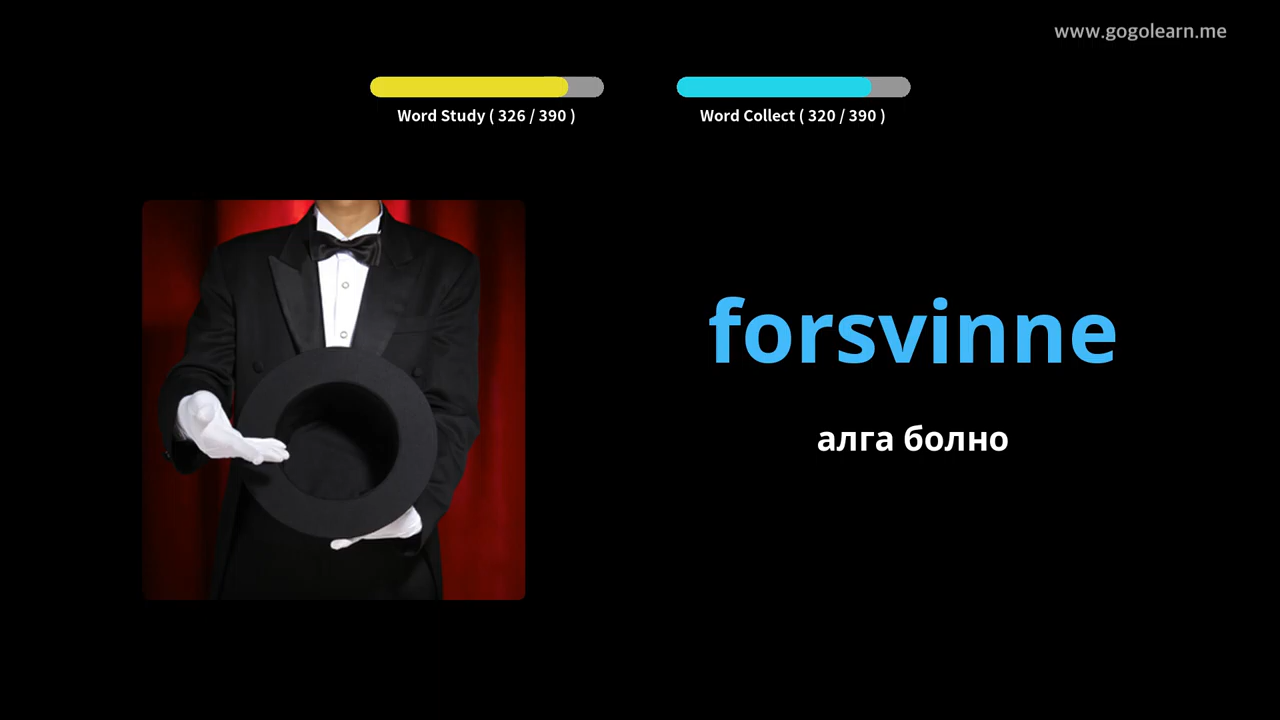 www.gogolearn.me
Word Study ( 326 / 390 )
Word Collect ( 320 / 390 )
forsvinne
алга болно